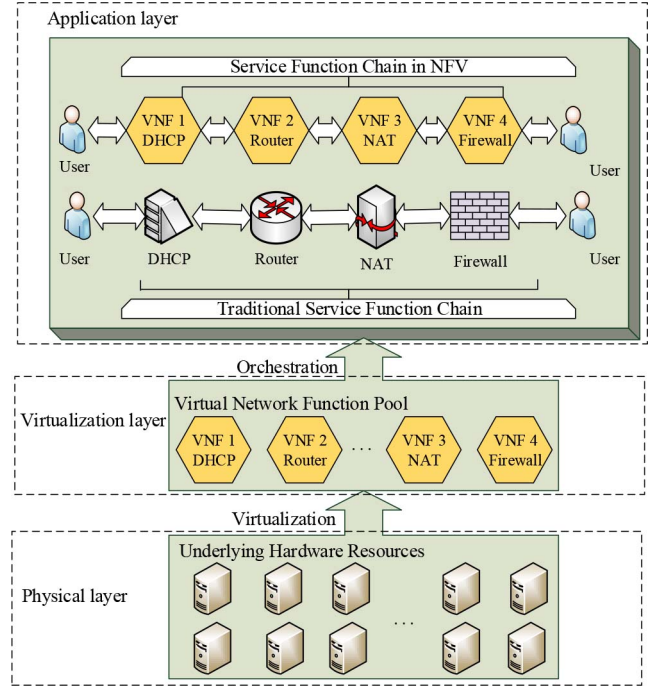 Application layer
Service Function Chain in NFV
VNF 1
DHCP
VNF 2
Router
VNF 3
NAT
VNF 4
Firewall
User
User
User
DHCP
Router
NAT
Firewall
User
Traditional Service Function Chain
Orchestration
Virtualization layer
Virtual Network Function Pool
VNF 1
DHCP
VNF 2
Router
...
VNF 3
NAT
VNF 4
Firewall
Virtualization
Physical layer
Underlying Hardware Resources
...